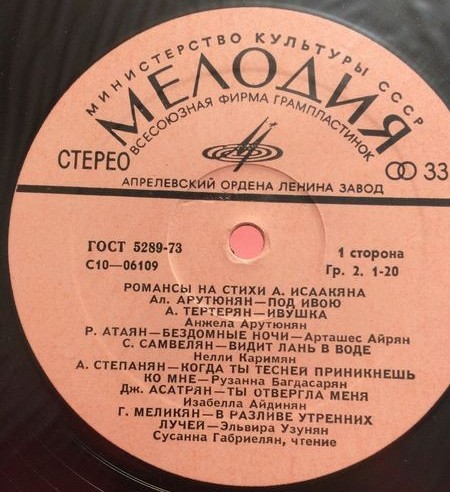 МИНИСТЕРСТВО КУЛЬТУРЫ СССР
МЕЛОДИЯ
ВСЕСОЮЗНАЯ ФИРМА ГРАМПЛАСТИНОК
СТЕРЕО 33
АПРЕЛЕВСКИЙ ОРДЕНА ЛЕНИНА ЗАВОД
ГОСТ 5289-73 1 сторона
С10—06109 Гр. 2. 1-20
РОМАНСЫ НА СТИХИ А. ИСААКЯНА
Ал. АРУТЮНЯН—ПОД ИВОЮ
А. ТЕРТЕРЯН—ИВУШКА
Анжела Арутюнян
Р. АТАЯН—БЕЗДОМНЫЕ НОЧИ—Арташес Айрян
С. САМВЕЛЯН—ВИДИТ ЛАНЬ В ВОДЕ
Нелли Каримян
А. СТЕПАНЯН—КОГДА ТЫ ТЕСНЕЙ ПРИНИКНЕШЬ
КО МНЕ—Рузанна Багдасарян
Дж. АСАТРЯН—ТЫ ОТВЕРГЛА МЕНЯ
Изабелла Айдинян
Г. МЕЛИКЯН—В РАЗЛИВЕ УТРЕННИХ
ЛУЧЕЙ—Эльвира Узунян
Сусанна Габриелян, чтение